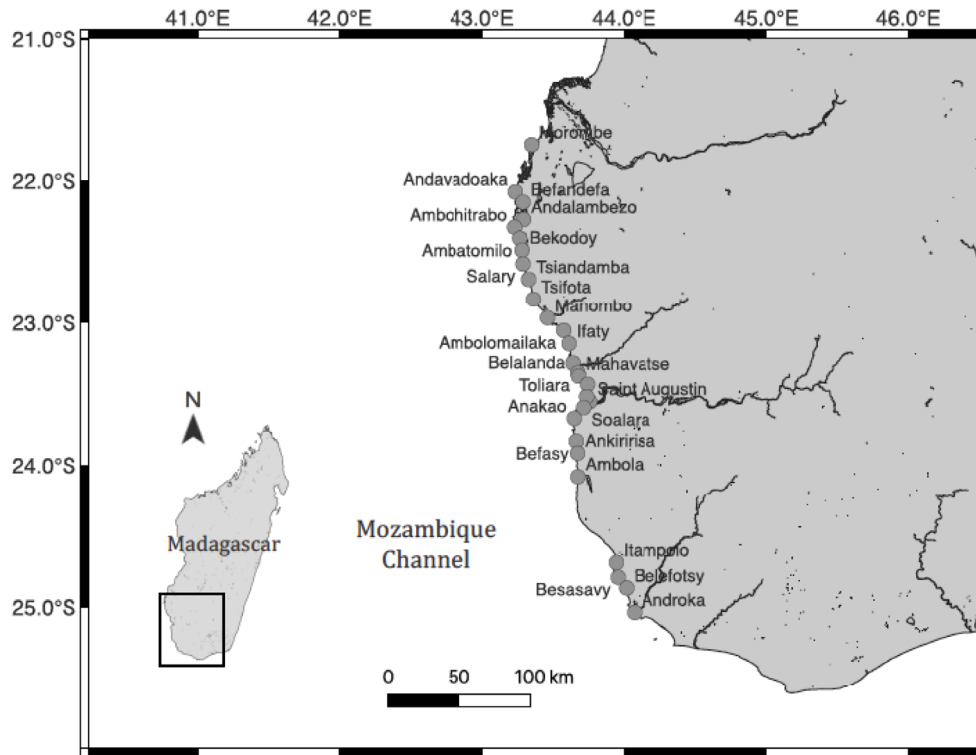 41.0°E 42.0°E 43.0°E 44.0°E 45.0°E 46.0°E
21.0°S
Morombe
22.0°S
Andavadoaka
Befandefa
Andalambezo
Ambohitrabo
Bekodoy
Ambatomilo
Tsiandamba
Salary
Tsifota
Manombo
23.0°S
Ifaty
Ambolomailaka
Belalanda
Mahavatse
Toliara
Saint Augustin
Anakao
Soalara
N
Ankiririsa
Befasy
24.0°S
Ambola
Mozambique
Channel
Madagascar
Itampolo
Belefotsy
Besasavy
Androka
25.0°S
0 50 100 km